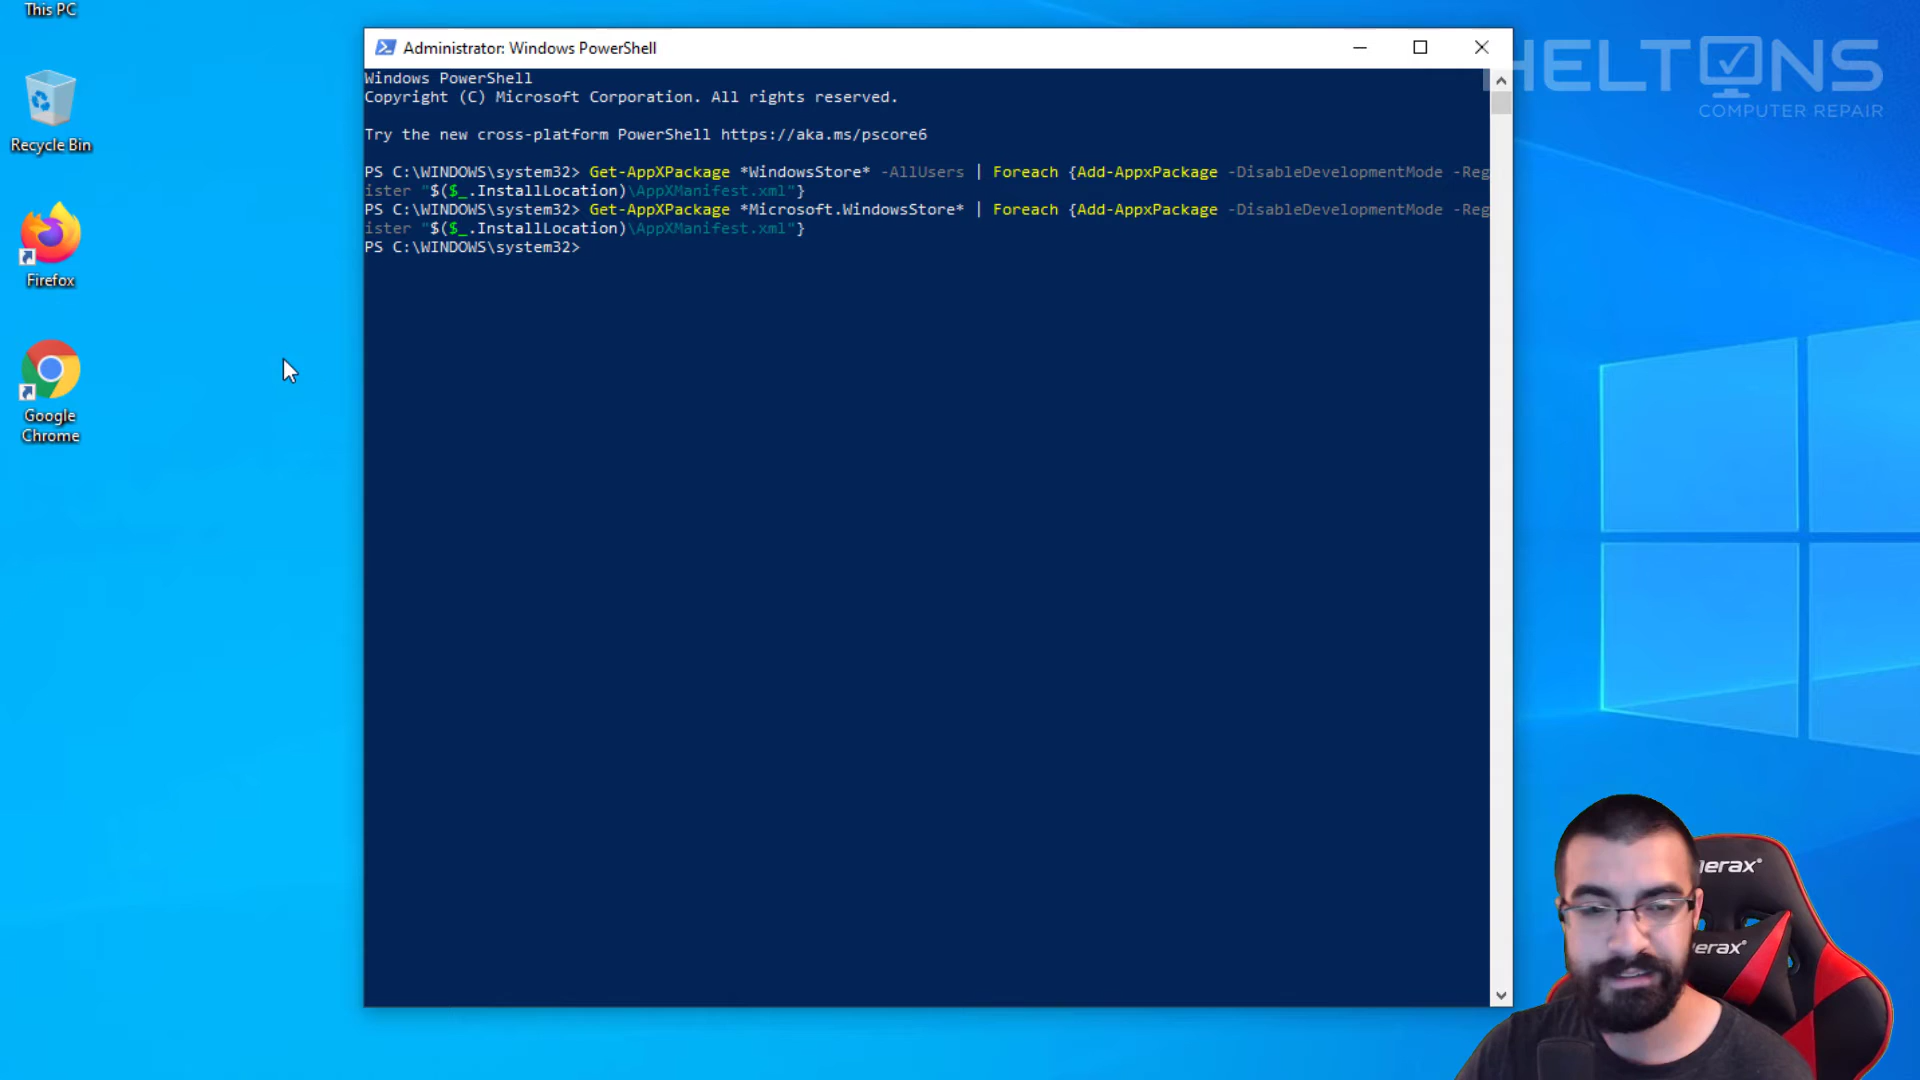 This PC
Recycle Bin
Firefox
Google
Chrome
Administrator: Windows PowerShell
Windows PowerShell
Copyright (C) Microsoft Corporation. All rights reserved.
Try the new cross-platform PowerShell https://aka.ms/pscore6
PS C:\WINDOWS\system32> Get-AppXPackage *WindowsStore* -AllUsers | Foreach {Add-AppxPackage -DisableDevelopmentMode -Reg
ister "$($_.InstallLocation)\AppXManifest.xml"}
PS C:\WINDOWS\system32> Get-AppXPackage *Microsoft.WindowsStore* | Foreach {Add-AppxPackage -DisableDevelopmentMode -Reg
ister "$($_.InstallLocation)\AppXManifest.xml"}
PS C:\WINDOWS\system32>
HELTONS
COMPUTER REPAIR
merax®
merax®